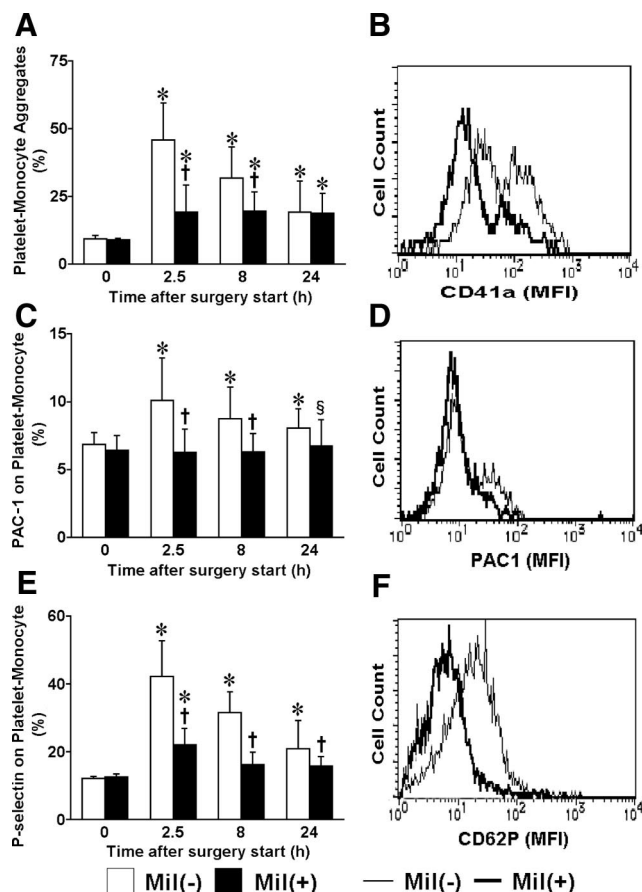 A
Platelet-Monocyte Aggregates
(%)
75
50
25
0
*
*
†
*
*
†
*
*
0 2.5 8 24
Time after surgery start (h)
B
Cell Count
10⁰ 10¹ 10² 10³ 10⁴
CD41a (MFI)
C
PAC-1 on Platelet-Monocyte
(%)
15
10
5
0
*
†
*
†
*
§
0 2.5 8 24
Time after surgery start (h)
D
Cell Count
10⁰ 10¹ 10² 10³ 10⁴
PAC1 (MFI)
E
P-selectin on Platelet-Monocyte
(%)
60
40
20
0
*
*
†
*
†
*
†
0 2.5 8 24
Time after surgery start (h)
F
Cell Count
10⁰ 10¹ 10² 10³ 10⁴
CD62P (MFI)
Mil(-) Mil(+) Mil(-) Mil(+)